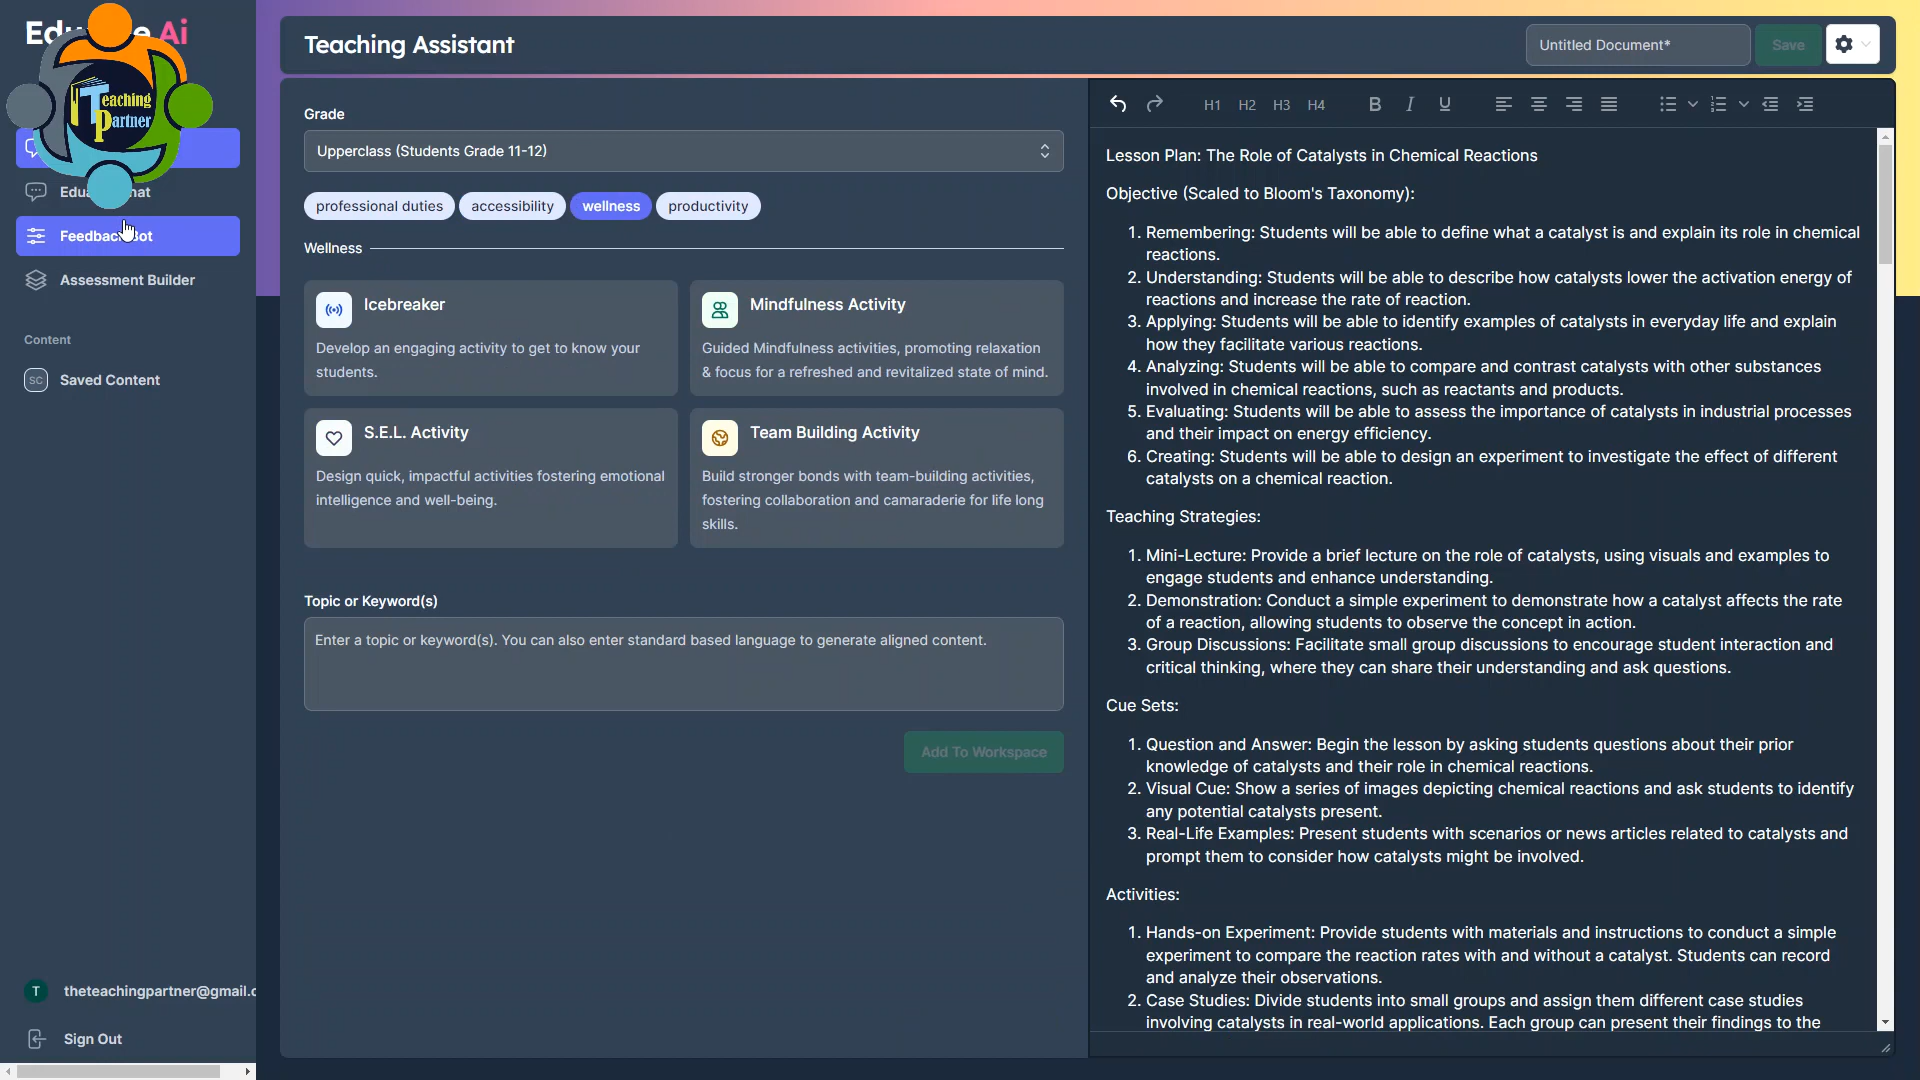 Ed
e Ai
Teaching
Partner
hat
Feedback Bot
Assessment Builder
Content
SC Saved Content
T theteachingpartner@gmail.c
Sign Out
Teaching Assistant
Untitled Document*
Save
Grade
Upperclass (Students Grade 11-12)
professional duties accessibility wellness productivity
Wellness
Icebreaker
Develop an engaging activity to get to know your
students.
Mindfulness Activity
Guided Mindfulness activities, promoting relaxation
& focus for a refreshed and revitalized state of mind.
S.E.L. Activity
Design quick, impactful activities fostering emotional
intelligence and well-being.
Team Building Activity
Build stronger bonds with team-building activities,
fostering collaboration and camaraderie for life long
skills.
Topic or Keyword(s)
Enter a topic or keyword(s). You can also enter standard based language to generate aligned content.
Add To Workspace
H1 H2 H3 H4 B I U
Lesson Plan: The Role of Catalysts in Chemical Reactions
Objective (Scaled to Bloom's Taxonomy):
1. Remembering: Students will be able to define what a catalyst is and explain its role in chemical
reactions.
2. Understanding: Students will be able to describe how catalysts lower the activation energy of
reactions and increase the rate of reaction.
3. Applying: Students will be able to identify examples of catalysts in everyday life and explain
how they facilitate various reactions.
4. Analyzing: Students will be able to compare and contrast catalysts with other substances
involved in chemical reactions, such as reactants and products.
5. Evaluating: Students will be able to assess the importance of catalysts in industrial processes
and their impact on energy efficiency.
6. Creating: Students will be able to design an experiment to investigate the effect of different
catalysts on a chemical reaction.
Teaching Strategies:
1. Mini-Lecture: Provide a brief lecture on the role of catalysts, using visuals and examples to
engage students and enhance understanding.
2. Demonstration: Conduct a simple experiment to demonstrate how a catalyst affects the rate
of a reaction, allowing students to observe the concept in action.
3. Group Discussions: Facilitate small group discussions to encourage student interaction and
critical thinking, where they can share their understanding and ask questions.
Cue Sets:
1. Question and Answer: Begin the lesson by asking students questions about their prior
knowledge of catalysts and their role in chemical reactions.
2. Visual Cue: Show a series of images depicting chemical reactions and ask students to identify
any potential catalysts present.
3. Real-Life Examples: Present students with scenarios or news articles related to catalysts and
prompt them to consider how catalysts might be involved.
Activities:
1. Hands-on Experiment: Provide students with materials and instructions to conduct a simple
experiment to compare the reaction rates with and without a catalyst. Students can record
and analyze their observations.
2. Case Studies: Divide students into small groups and assign them different case studies
involving catalysts in real-world applications. Each group can present their findings to the